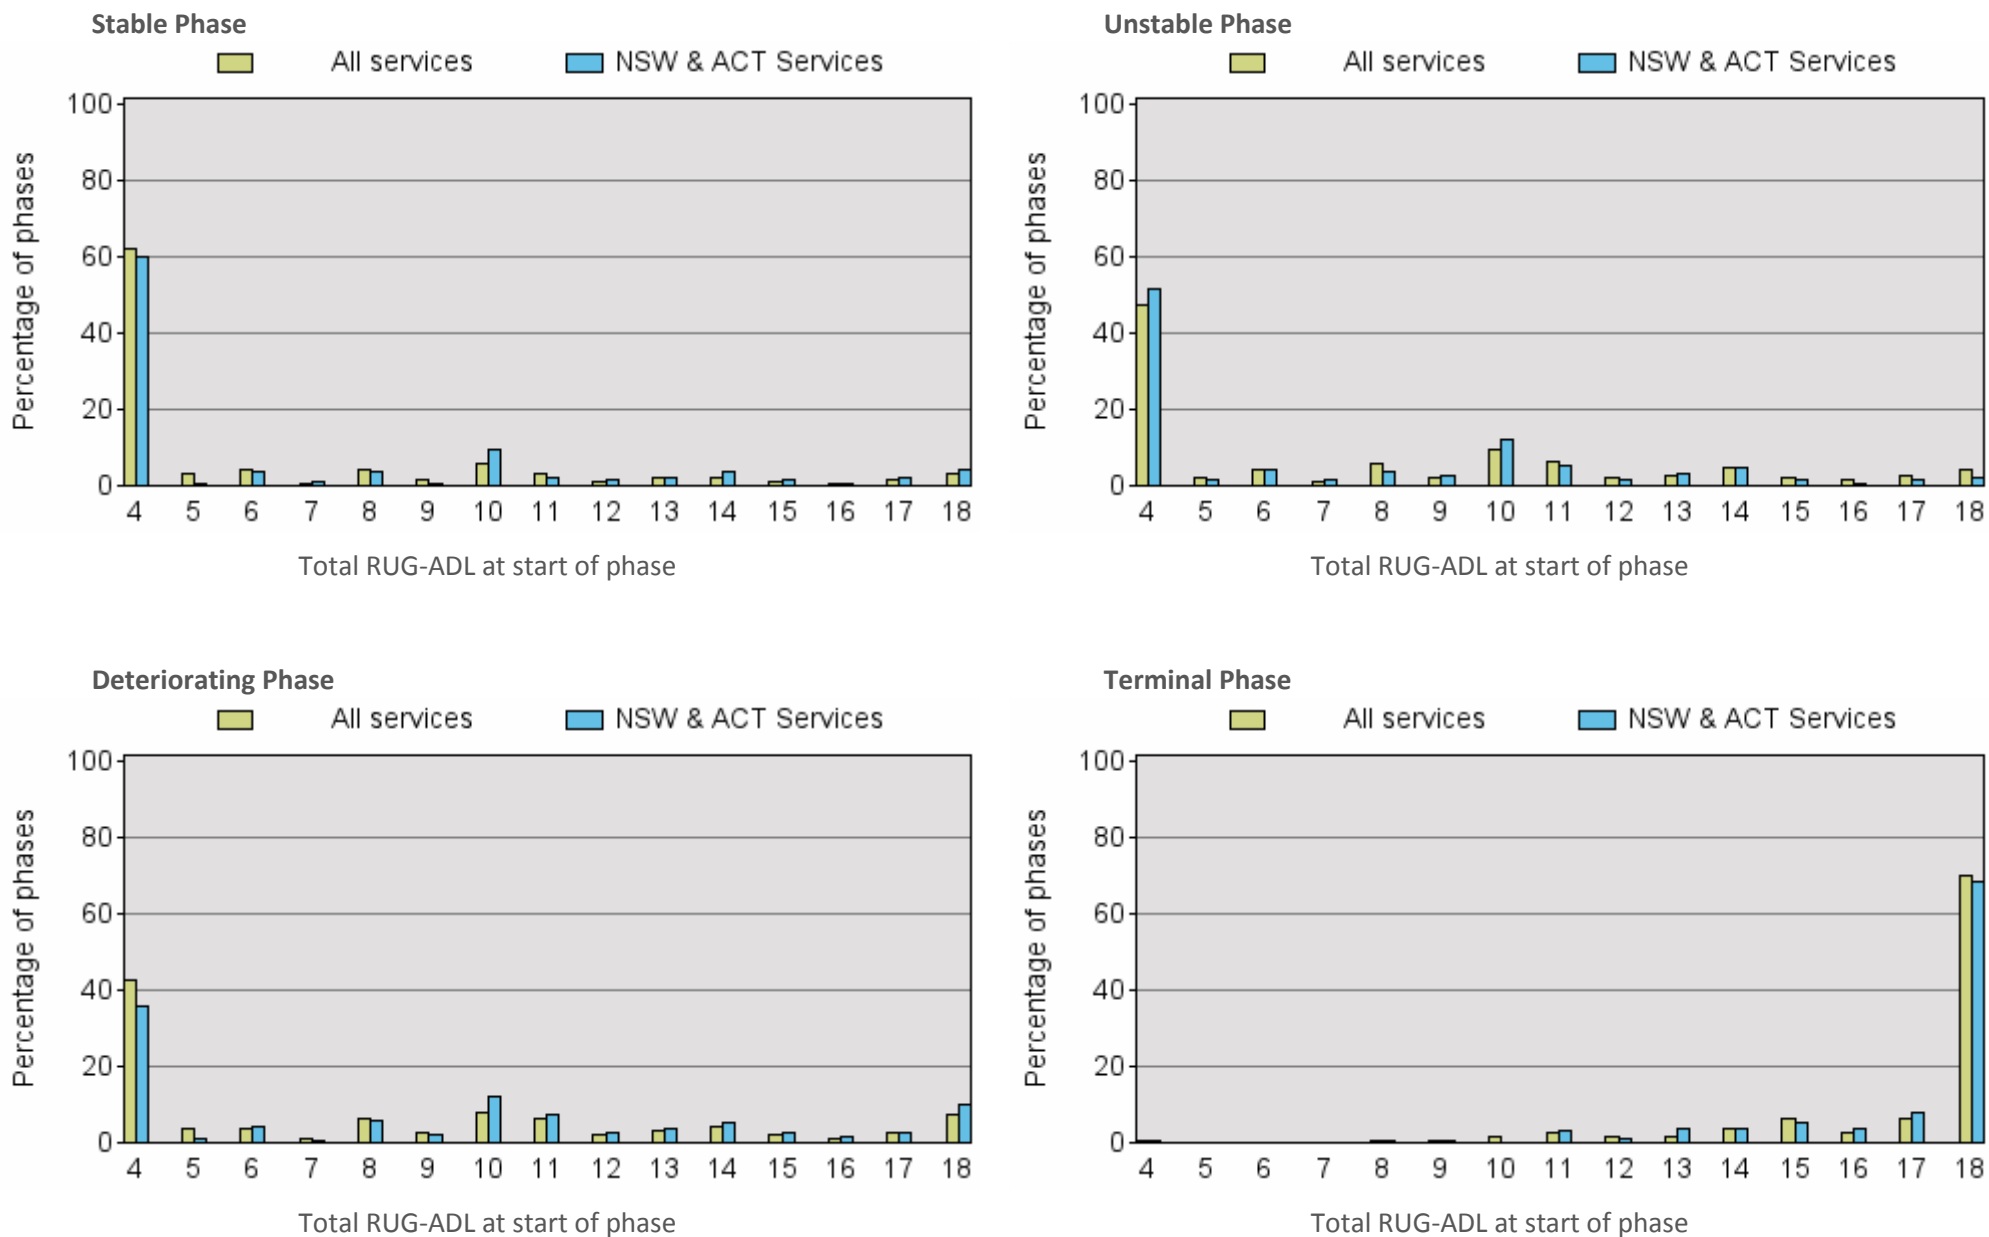 Stable Phase
All services NSW & ACT Services
Percentage of phases
100
80
60
40
20
0
4 5 6 7 8 9 10 11 12 13 14 15 16 17 18
Total RUG-ADL at start of phase
Unstable Phase
All services NSW & ACT Services
Percentage of phases
100
80
60
40
20
0
4 5 6 7 8 9 10 11 12 13 14 15 16 17 18
Total RUG-ADL at start of phase
Deteriorating Phase
All services NSW & ACT Services
Percentage of phases
100
80
60
40
20
0
4 5 6 7 8 9 10 11 12 13 14 15 16 17 18
Total RUG-ADL at start of phase
Terminal Phase
All services NSW & ACT Services
Percentage of phases
100
80
60
40
20
0
4 5 6 7 8 9 10 11 12 13 14 15 16 17 18
Total RUG-ADL at start of phase